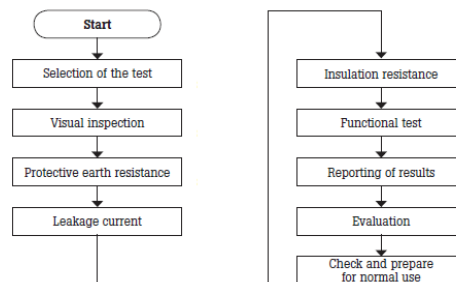 Start
Selection of the test
Visual inspection
Protective earth resistance
Leakage current
Insulation resistance
Functional test
Reporting of results
Evaluation
Check and prepare
for normal use